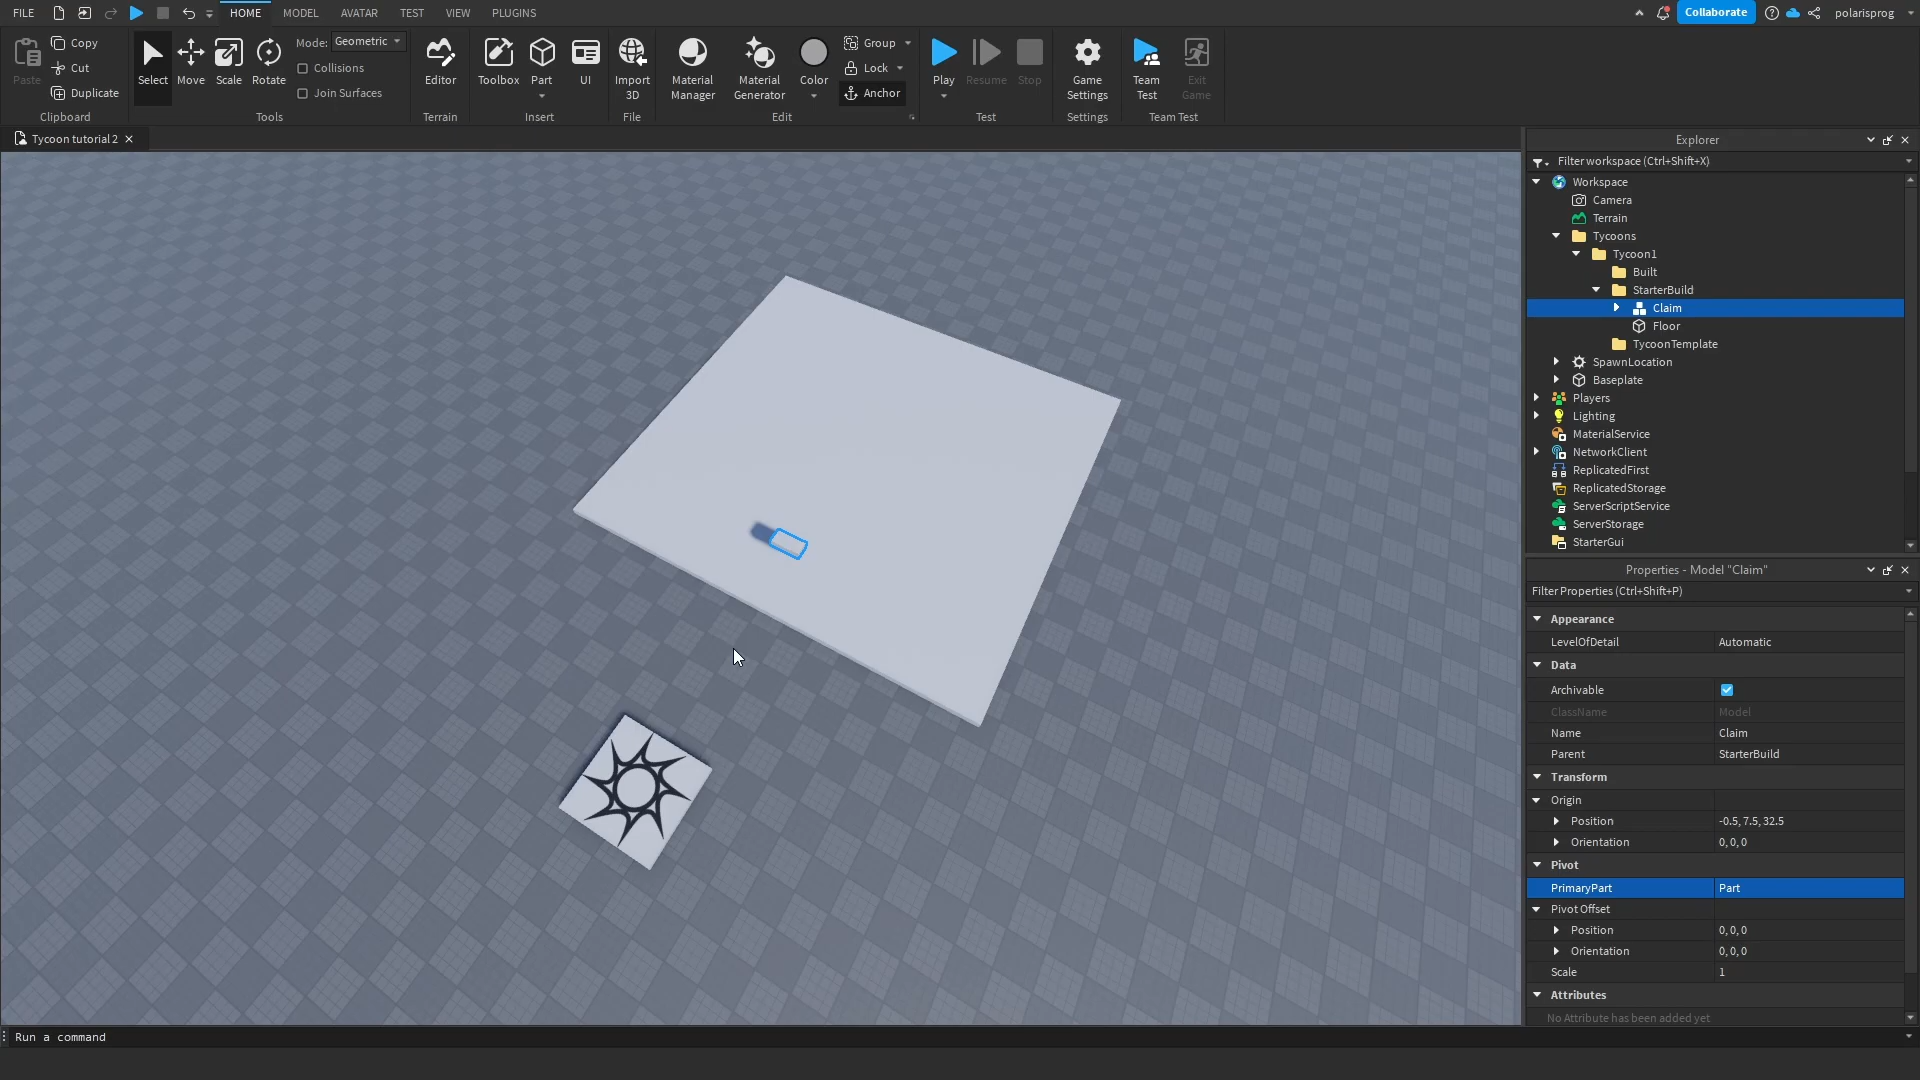 FILE HOME MODEL AVATAR TEST VIEW PLUGINS Collaborate polarisprog
Paste Copy Cut Duplicate Clipboard
Select Move Scale Rotate Mode: Geometric Collisions Join Surfaces Tools
Editor Terrain
Toolbox Part UI Insert
Import 3D File
Material Manager Material Generator Color Group Lock Anchor Edit
Play Resume Stop Test
Game Settings Settings
Team Test Exit Game Team Test
Tycoon tutorial 2
Explorer
Filter workspace (Ctrl+Shift+X)
Workspace
Camera
Terrain
Tycoons
Tycoon1
Built
StarterBuild
Claim
Floor
TycoonTemplate
SpawnLocation
Baseplate
Players
Lighting
MaterialService
NetworkClient
ReplicatedFirst
ReplicatedStorage
ServerScriptService
ServerStorage
StarterGui
Properties - Model "Claim"
Filter Properties (Ctrl+Shift+P)
Appearance
LevelOfDetail Automatic
Data
Archivable
ClassName Model
Name Claim
Parent StarterBuild
Transform
Origin
Position -0.5, 7.5, 32.5
Orientation 0, 0, 0
Pivot
PrimaryPart Part
Pivot Offset
Position 0, 0, 0
Orientation 0, 0, 0
Scale 1
Attributes
No Attribute has been added yet
Run a command